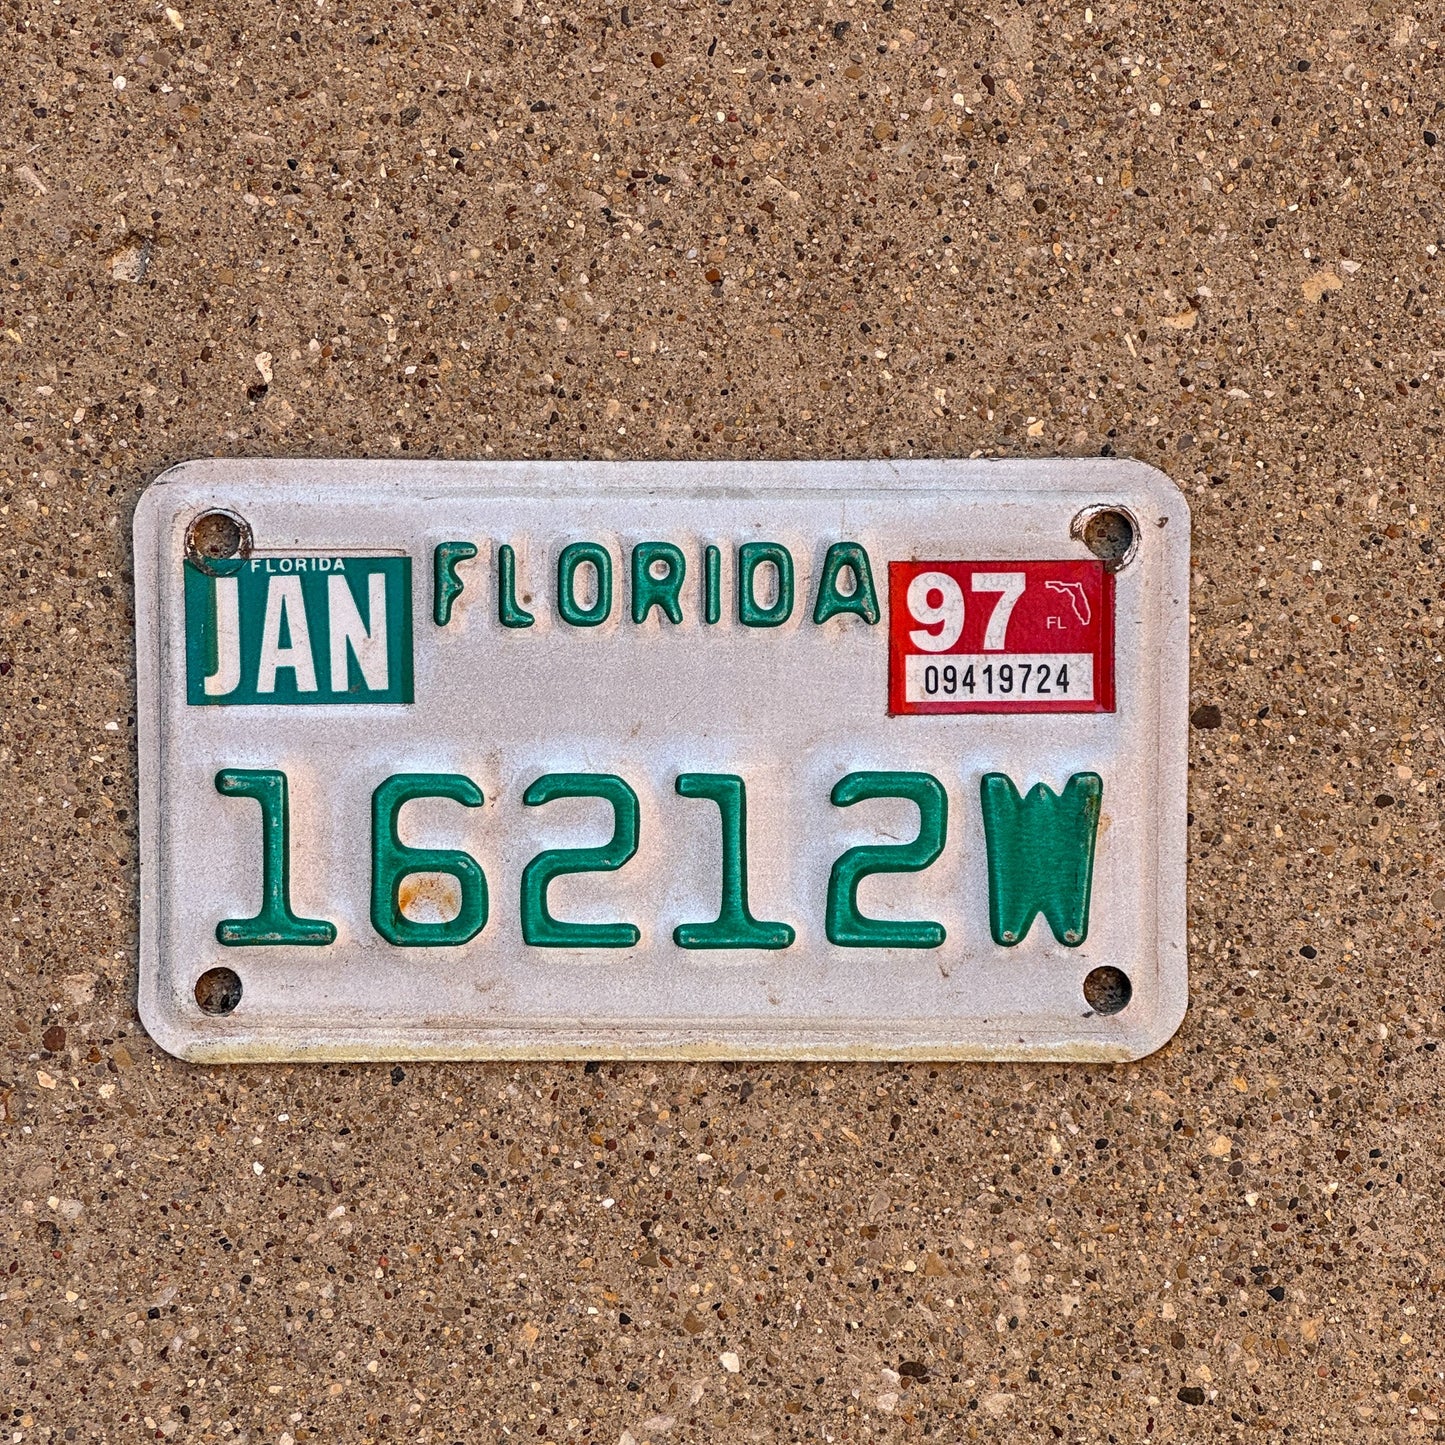 FLORIDA
JAN
FLORIDA
97
FL
09419724
16212W